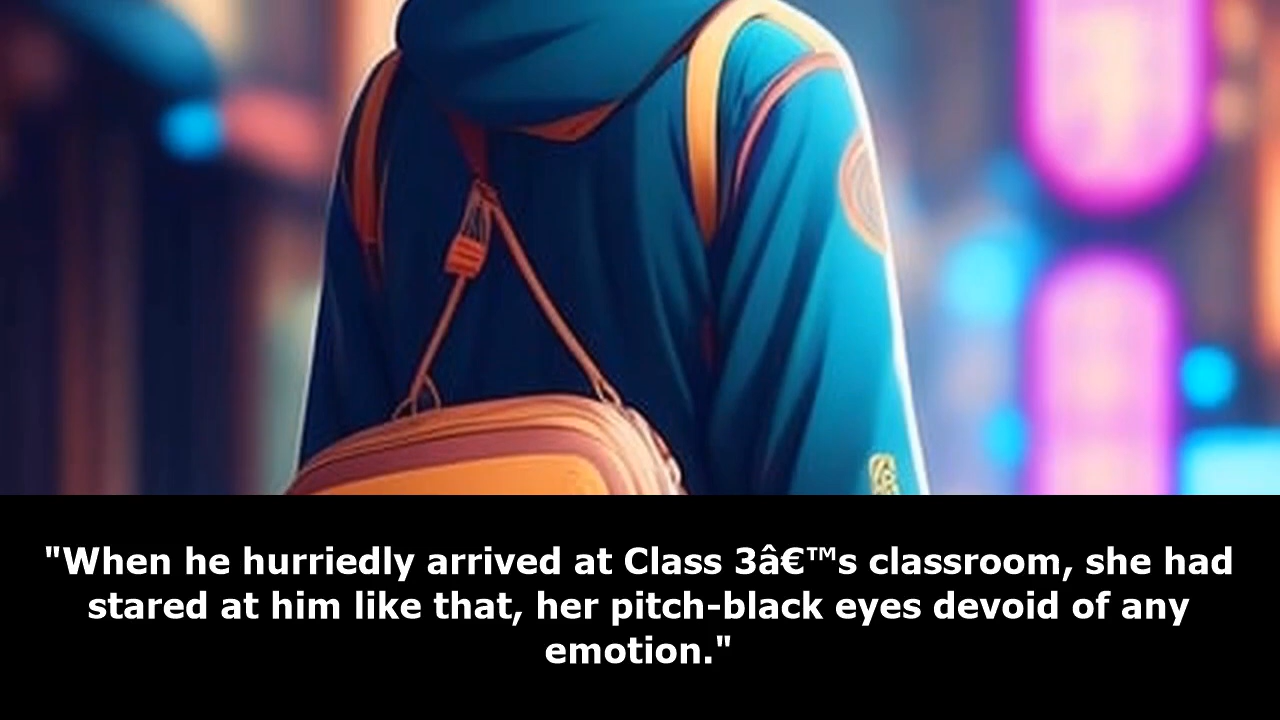 "When he hurriedly arrived at Class 3â€™s classroom, she had
stared at him like that, her pitch-black eyes devoid of any
emotion."